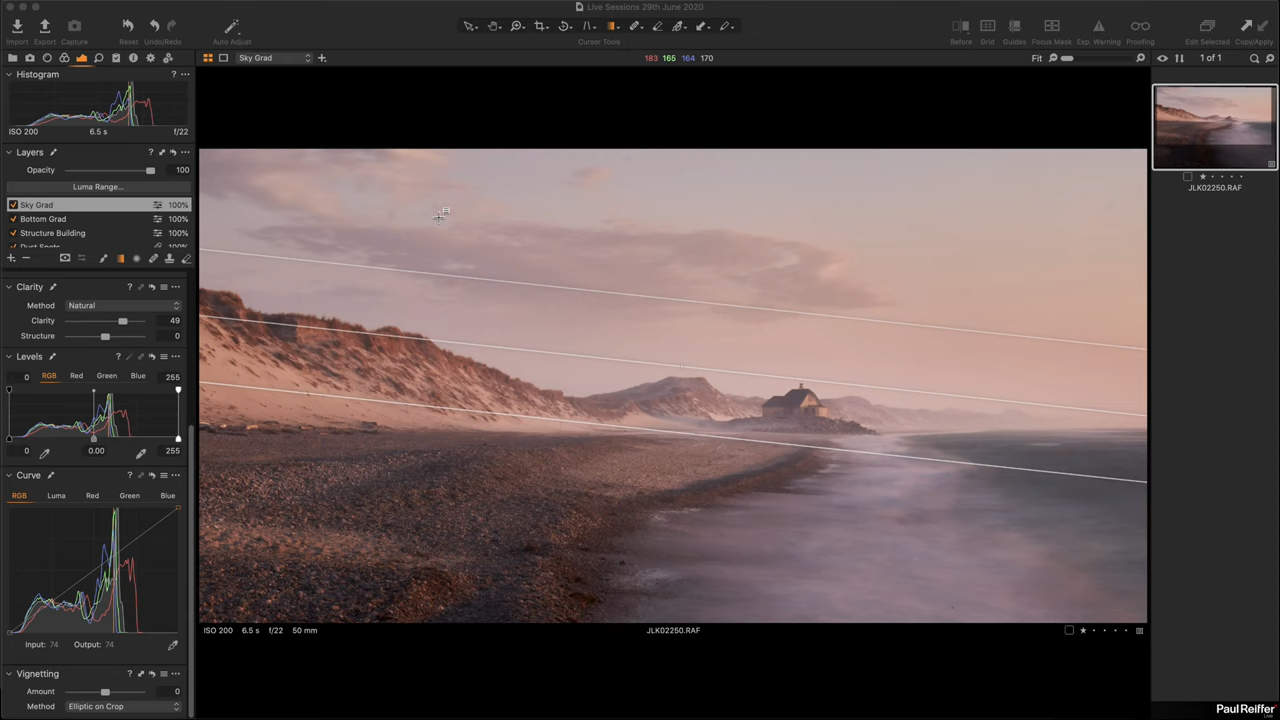 Live Sessions 29th June 2020
Import Export Capture Reset Undo/Redo Auto Adjust Cursor Tools Before Grid Guides Focus Mask Exp. Warning Proofing Edit Selected Copy/Apply
Sky Grad 183 165 164 170 Fit 1 of 1
Histogram ?
ISO 200 6.5 s f/22
Layers ?
Opacity 100
Luma Range...
Sky Grad 100%
Bottom Grad 100%
Structure Building 100%
Dust Spots 100%
Clarity ?
Method Natural
Clarity 49
Structure 0
Levels ?
0 RGB Red Green Blue 255
0 0.00 255
Curve ?
RGB Luma Red Green Blue
Input: 74 Output: 74
Vignetting ?
Amount 0
Method Elliptic on Crop
ISO 200 6.5 s f/22 50 mm JLK02250.RAF
JLK02250.RAF
PaulReiffer
Live